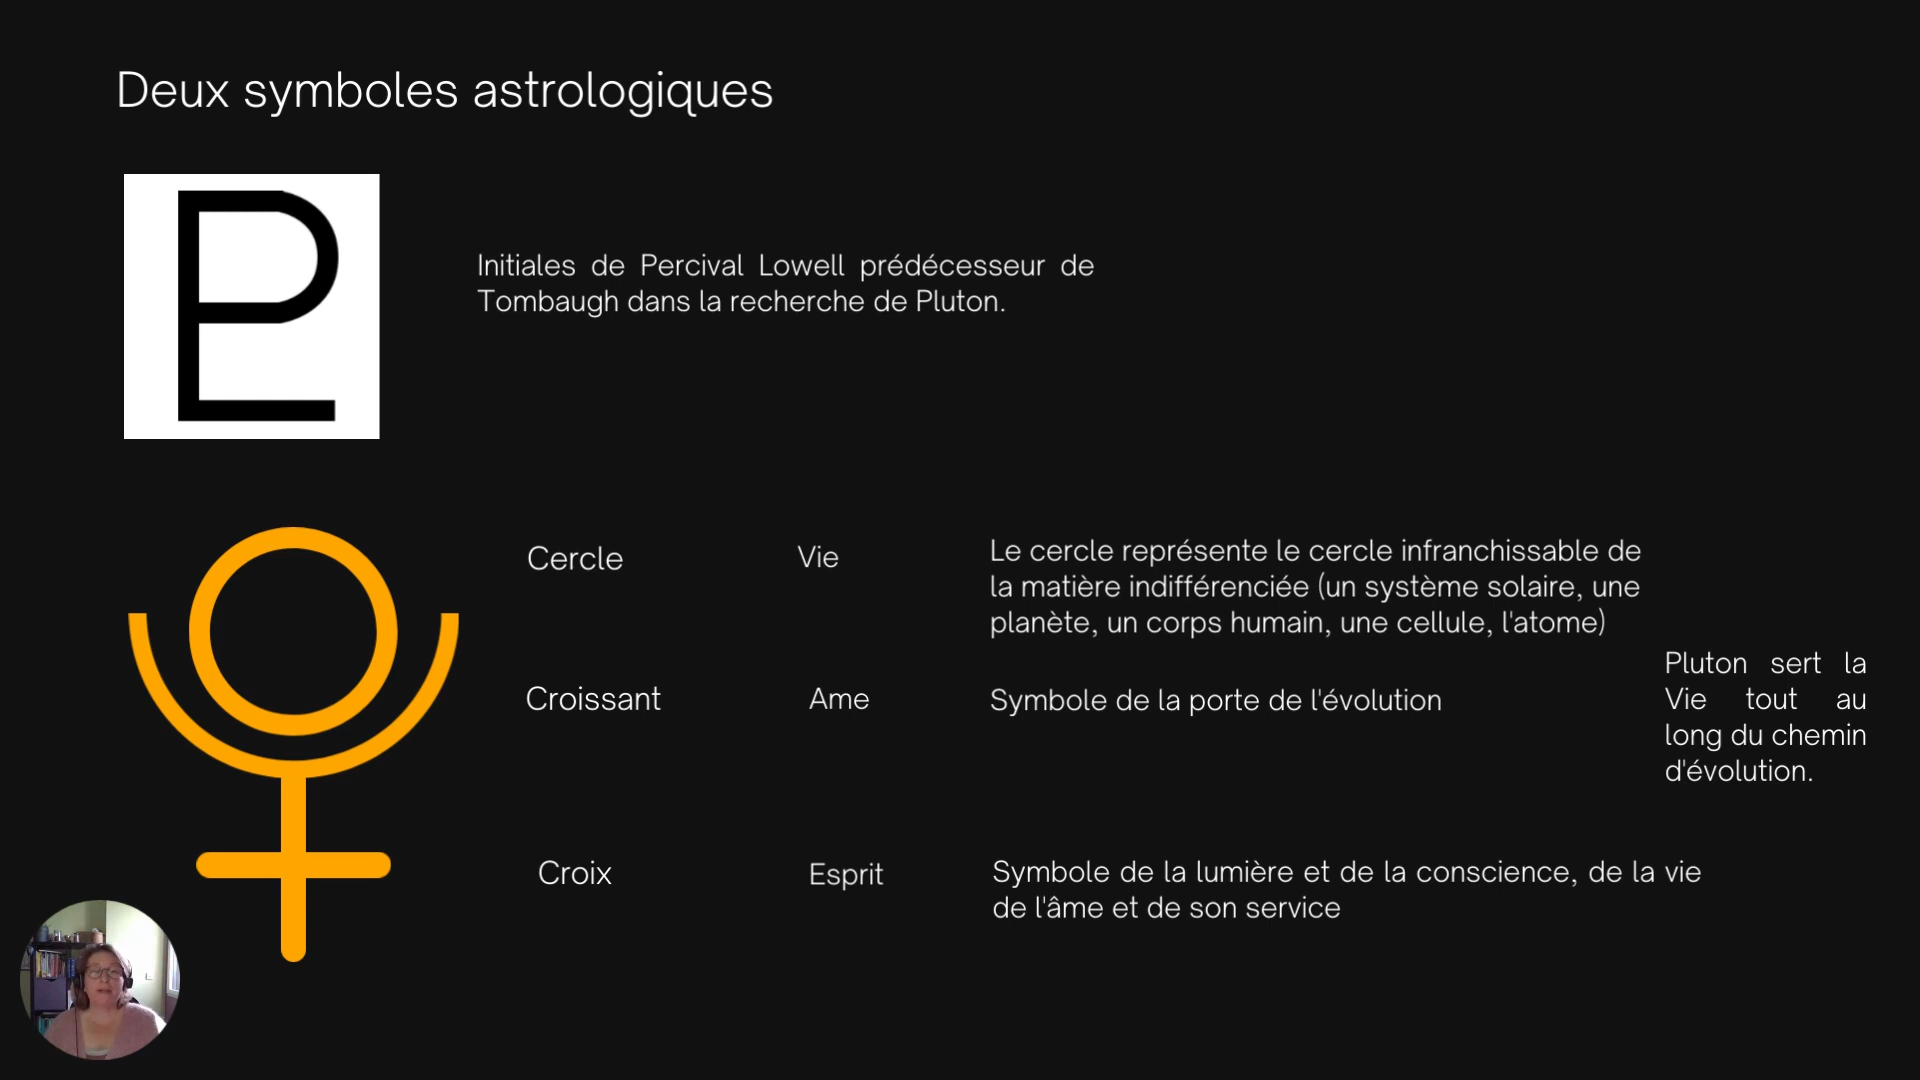 Deux symboles astrologiques
Initiales de Percival Lowell prédécesseur de
Tombaugh dans la recherche de Pluton.
Cercle
Vie
Le cercle représente le cercle infranchissable de
la matière indifférenciée (un système solaire, une
planète, un corps humain, une cellule, l'atome)
Croissant
Ame
Symbole de la porte de l'évolution
Pluton sert la
Vie tout au
long du chemin
d'évolution.
Croix
Esprit
Symbole de la lumière et de la conscience, de la vie
de l'âme et de son service